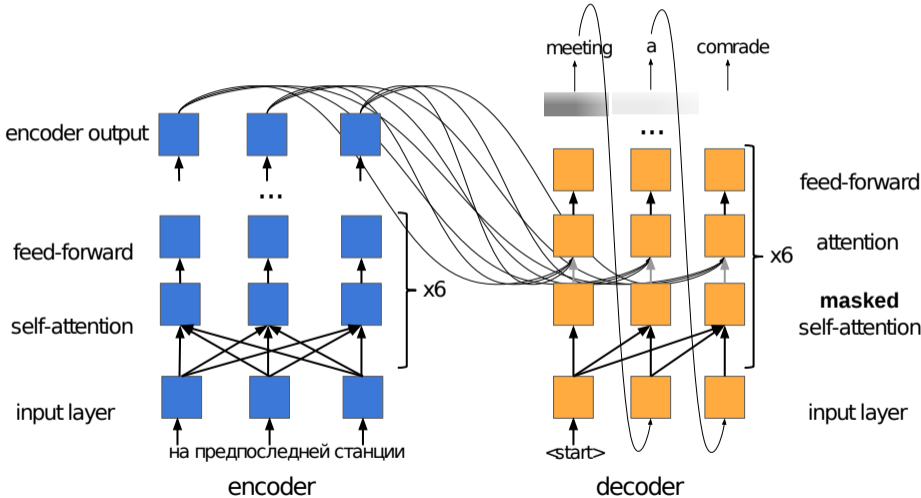 meeting a comrade
encoder output
...
...
feed-forward
feed-forward
attention
x6
x6
masked
self-attention
self-attention
input layer
input layer
на предпоследней станции
<start>
encoder
decoder